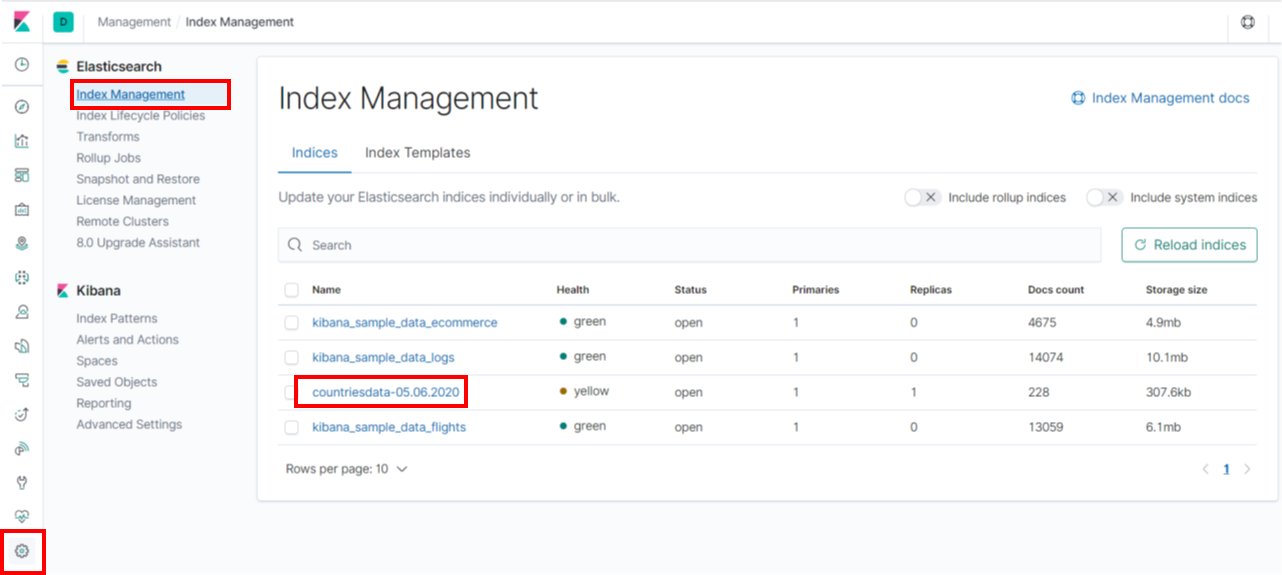 D Management / Index Management
Elasticsearch
Index Management
Index Lifecycle Policies
Transforms
Rollup Jobs
Snapshot and Restore
License Management
Remote Clusters
8.0 Upgrade Assistant
Kibana
Index Patterns
Alerts and Actions
Spaces
Saved Objects
Reporting
Advanced Settings
Index Management
Index Management docs
Indices Index Templates
Update your Elasticsearch indices individually or in bulk.
Include rollup indices Include system indices
Search Reload indices
Name Health Status Primaries Replicas Docs count Storage size
kibana_sample_data_ecommerce green open 1 0 4675 4.9mb
kibana_sample_data_logs green open 1 0 14074 10.1mb
countriesdata-05.06.2020 yellow open 1 1 228 307.6kb
kibana_sample_data_flights green open 1 0 13059 6.1mb
Rows per page: 10 < 1 >